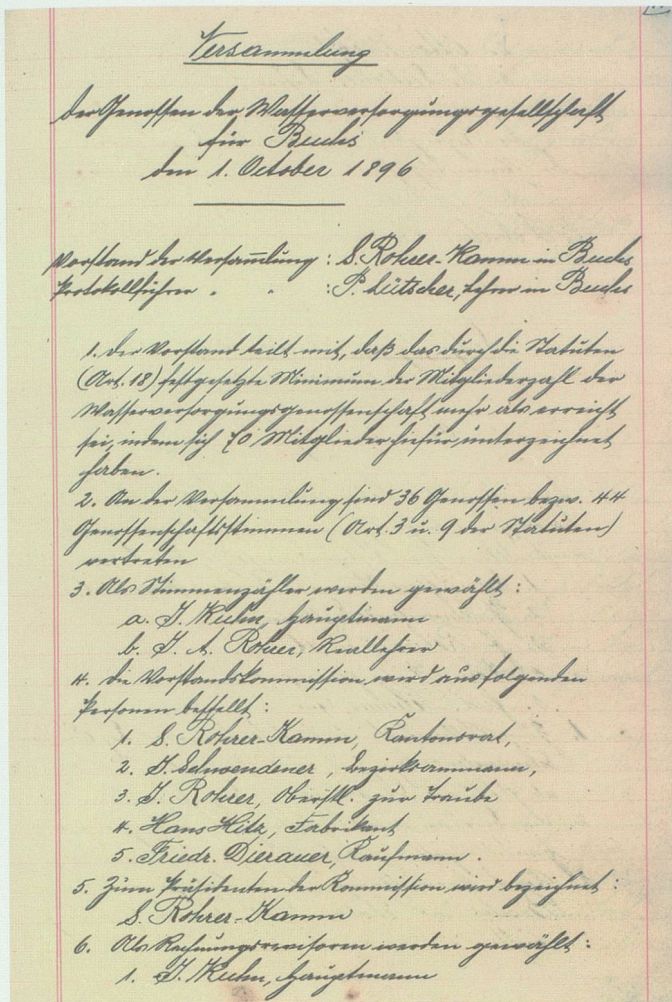 Versammlung
der Genossen der Wasserversorgungsgesellschaft
für Buchs
den 1. October 1896
Vorstand der Versam̅lung: S. Rohrer-Kamm in Buchs
Protokollführer " " : P. Lütscher, Lehrer in Buchs
1. Der Vorstand teilt mit, daß das durch die Statuten
(Art. 18) festgesetzte Minimum der Mitgliederzahl der
Wasserversorgungsgenossenschaft mehr als erreicht
sei, indem sich 70 Mitglieder hiefür unterzeichnet
haben.
2. An der Versammlung sind 36 Genossen bezw. 44
Genossenschaftsstimmen (Art. 3 u. 9 der Statuten)
vertreten
3. Als Stimmenzähler werden gewählt:
a. J. Kuhn, Hauptmann
b. J. A. Rohrer, Reallehrer
4. Die Vorstandskommission wird aus folgenden
Personen bestellt:
1. S. Rohrer-Kamm, Kantonsrat,
2. J. Schwendener, Bezirksammann,
3. J. Rohrer, Oberstl. zur Traube
4. Hans Hilty, Fabrikant
5. Friedr. Dierauer, Kaufmann.
5. Zum Präsidenten der Kommission wird bezeichnet:
S. Rohrer-Kamm
6. Als Rechnungsrevisoren werden gewählt:
1. J. Kuhn, Hauptmann